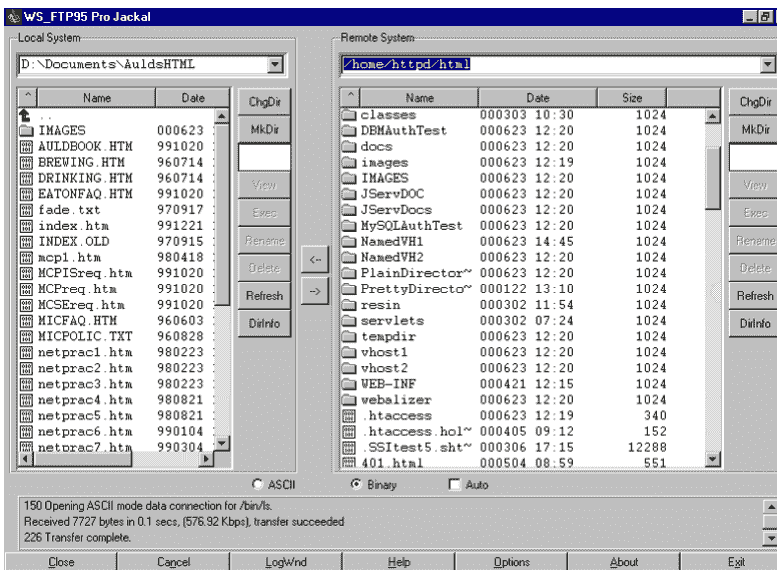 WS_FTP95 Pro Jackal
Local System
D:\Documents\AuldsHTML
^ Name Date
..
IMAGES 000623
AULDBOOK.HTM 991020
BREWING.HTM 960714
DRINKING.HTM 960714
EATONFAQ.HTM 991020
fade.txt 970917
index.htm 991221
INDEX.OLD 970915
mcp1.htm 980418
MCPISreq.htm 991020
MCPreq.htm 991020
MCSEreq.htm 991020
MICFAQ.HTM 960603
MICPOLIC.TXT 960828
netprac1.htm 980223
netprac2.htm 980223
netprac3.htm 980223
netprac4.htm 980821
netprac5.htm 980821
netprac6.htm 990104
netprac7.htm 990304
ChgDir
MkDir
View
Exec
Rename
Delete
Refresh
DirInfo
<--
-->
Remote System
/home/httpd/html
^ Name Date Size
classes 000303 10:30 1024
DBMAuthTest 000623 12:20 1024
docs 000623 12:20 1024
images 000623 12:19 1024
IMAGES 000623 12:20 1024
JServDOC 000623 12:20 1024
JServDocs 000623 12:20 1024
MySQLAuthTest 000623 12:20 1024
NamedVH1 000623 14:45 1024
NamedVH2 000623 12:20 1024
PlainDirector~ 000623 12:20 1024
PrettyDirecto~ 000122 13:10 1024
resin 000302 11:54 1024
servlets 000302 07:24 1024
tempdir 000623 12:20 1024
vhost1 000623 12:20 1024
vhost2 000623 12:20 1024
WEB-INF 000421 12:15 1024
webalizer 000623 12:20 1024
.htaccess 000623 12:19 340
.htaccess.hol~ 000405 09:12 152
.SSItest5.sht~ 000306 17:15 12288
401.html 000504 08:59 551
ChgDir
MkDir
View
Exec
Rename
Delete
Refresh
DirInfo
ASCII Binary Auto
150 Opening ASCII mode data connection for /bin/ls.
Received 7727 bytes in 0.1 secs, (576.92 Kbps), transfer succeeded
226 Transfer complete.
Close Cancel LogWnd Help Options About Exit